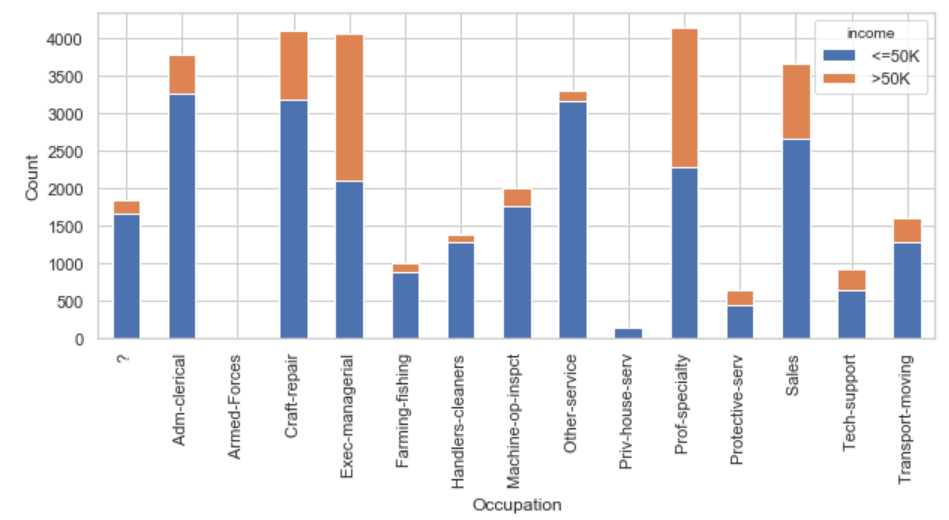 income
<=50K
>50K
4000
3500
3000
2500
2000
1500
1000
500
0
Count
?
Adm-clerical
Armed-Forces
Craft-repair
Exec-managerial
Farming-fishing
Handlers-cleaners
Machine-op-inspct
Other-service
Priv-house-serv
Prof-specialty
Protective-serv
Sales
Tech-support
Transport-moving
Occupation